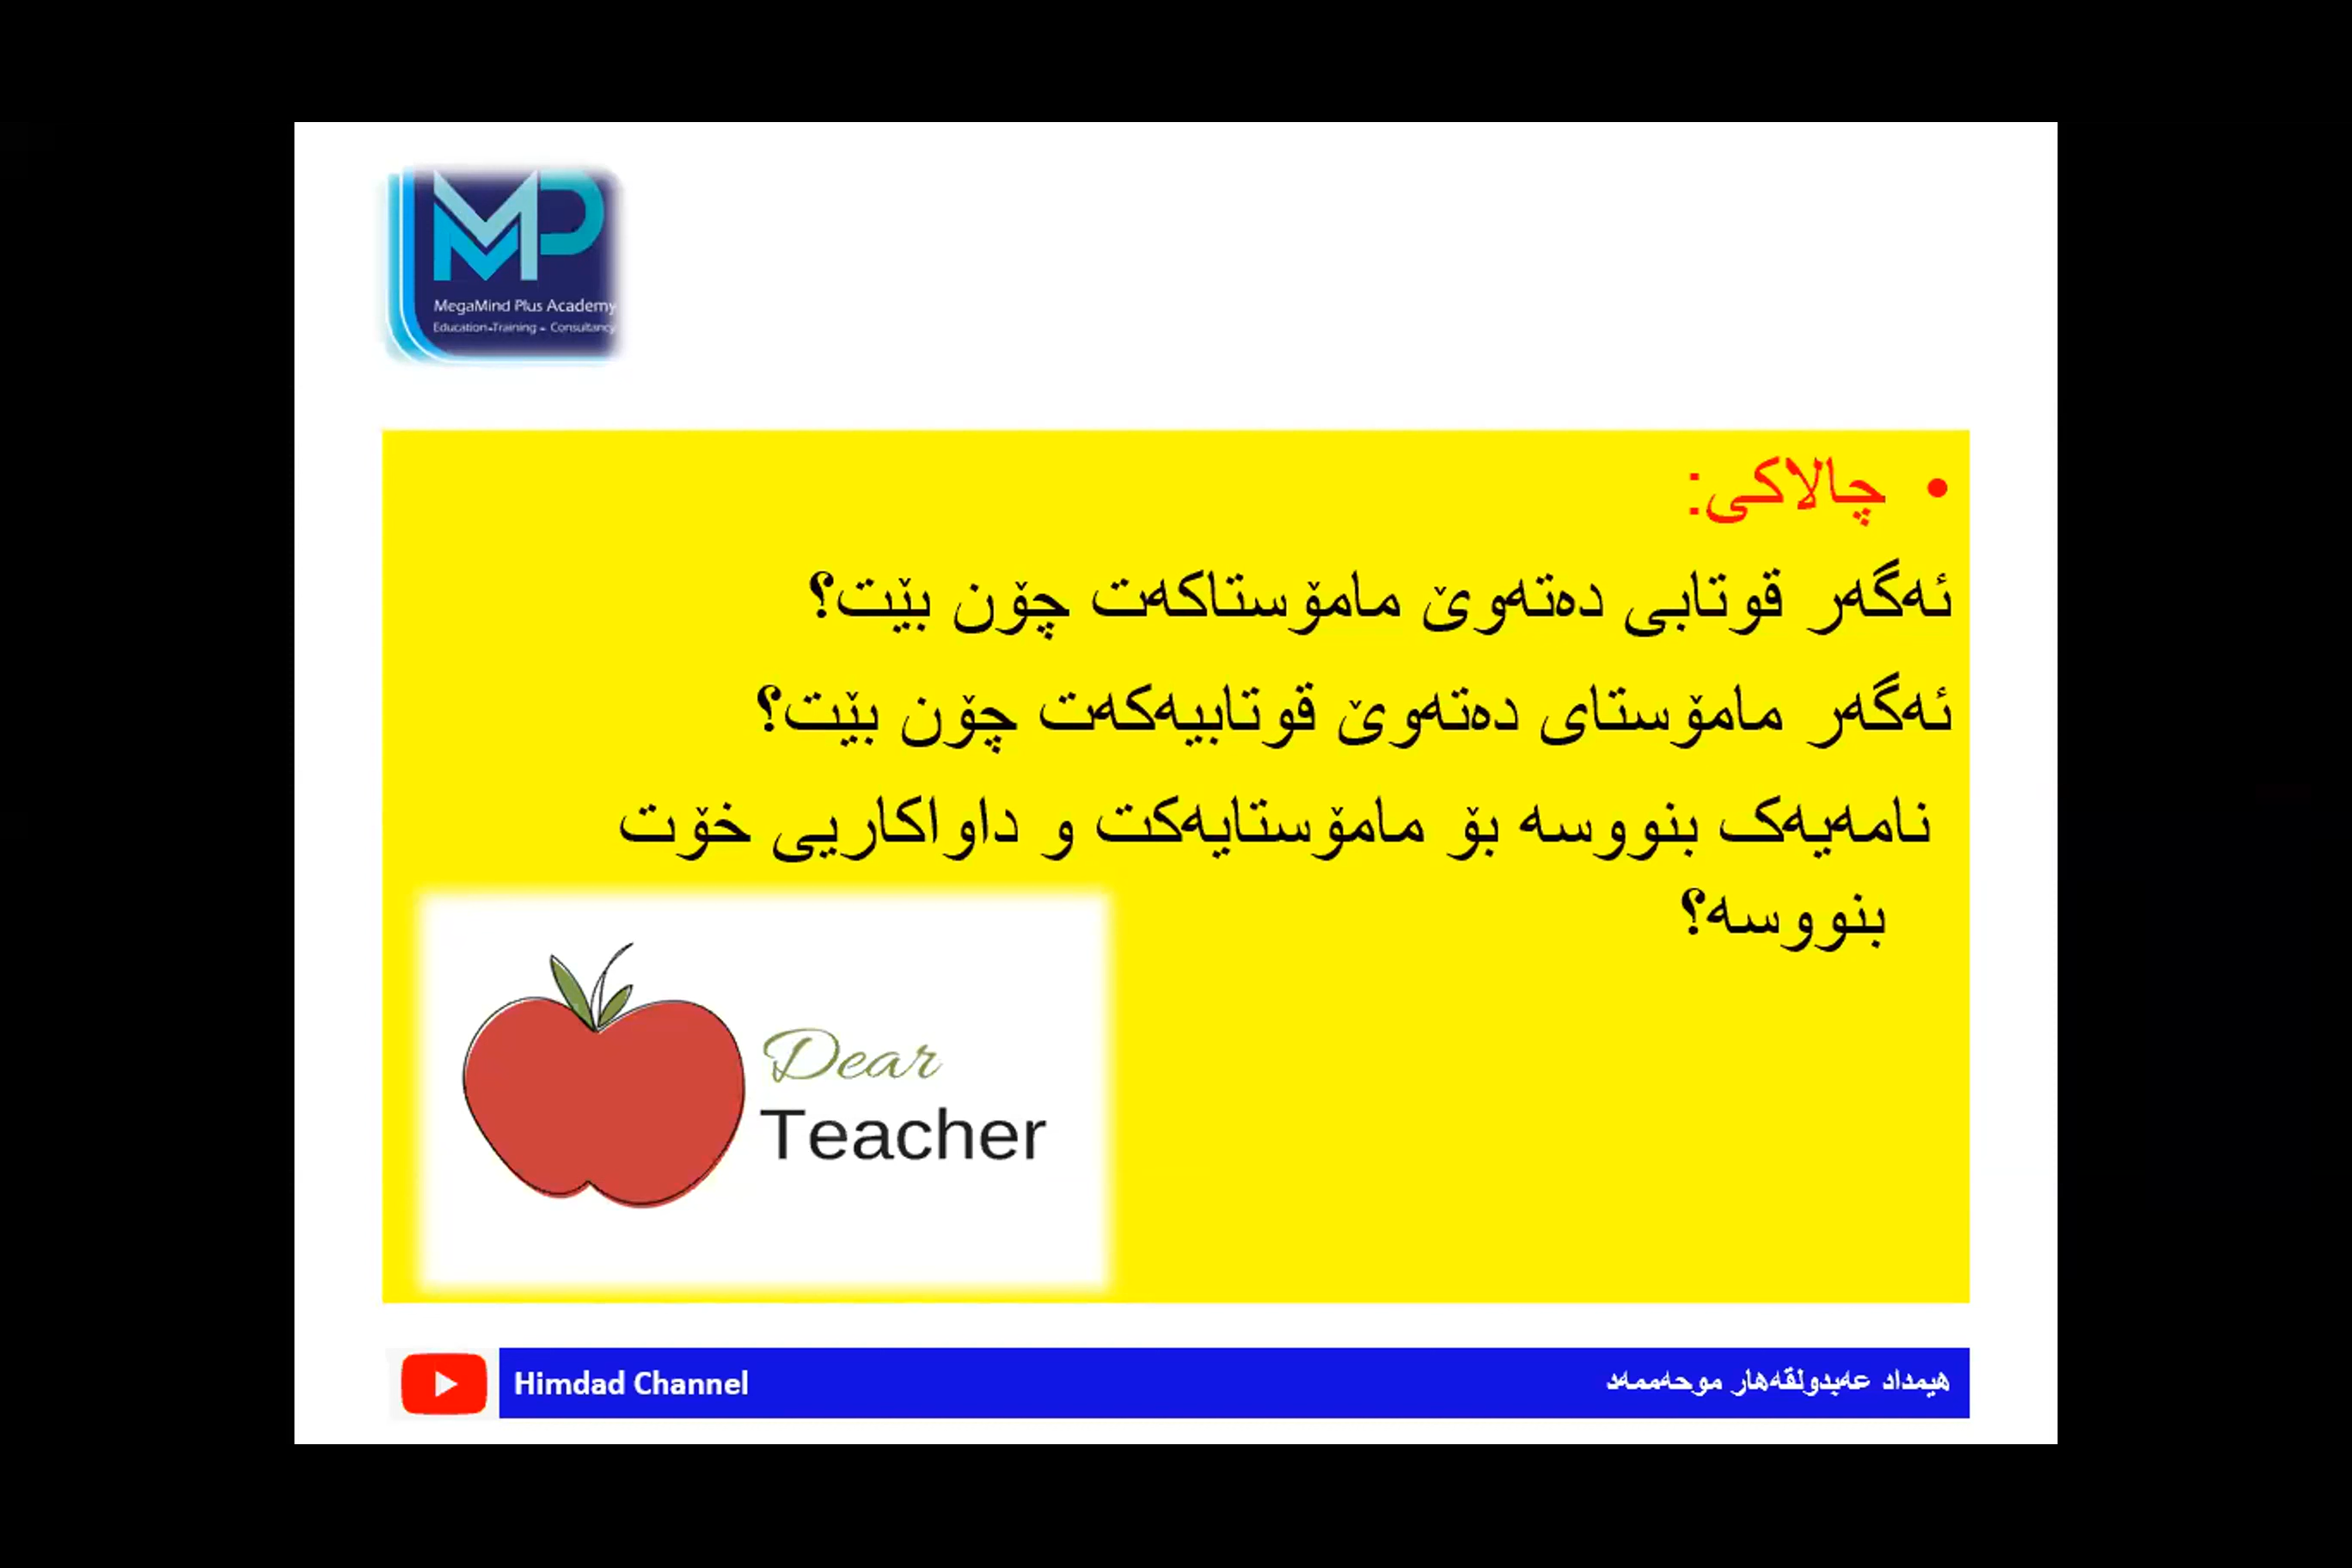 MP
MegaMind Plus Academy
Education-Training - Consultancy
• چالاکی:
ئەگەر قوتابی دەتەوێ مامۆستاکەت چۆن بێت؟
ئەگەر مامۆستای دەتەوێ قوتابیەکەت چۆن بێت؟
نامەیەک بنووسە بۆ مامۆستایەکت و داواکاریی خۆت
بنووسە؟
Dear
Teacher
Himdad Channel
هیمداد عەبدولقەهار موحەممەد